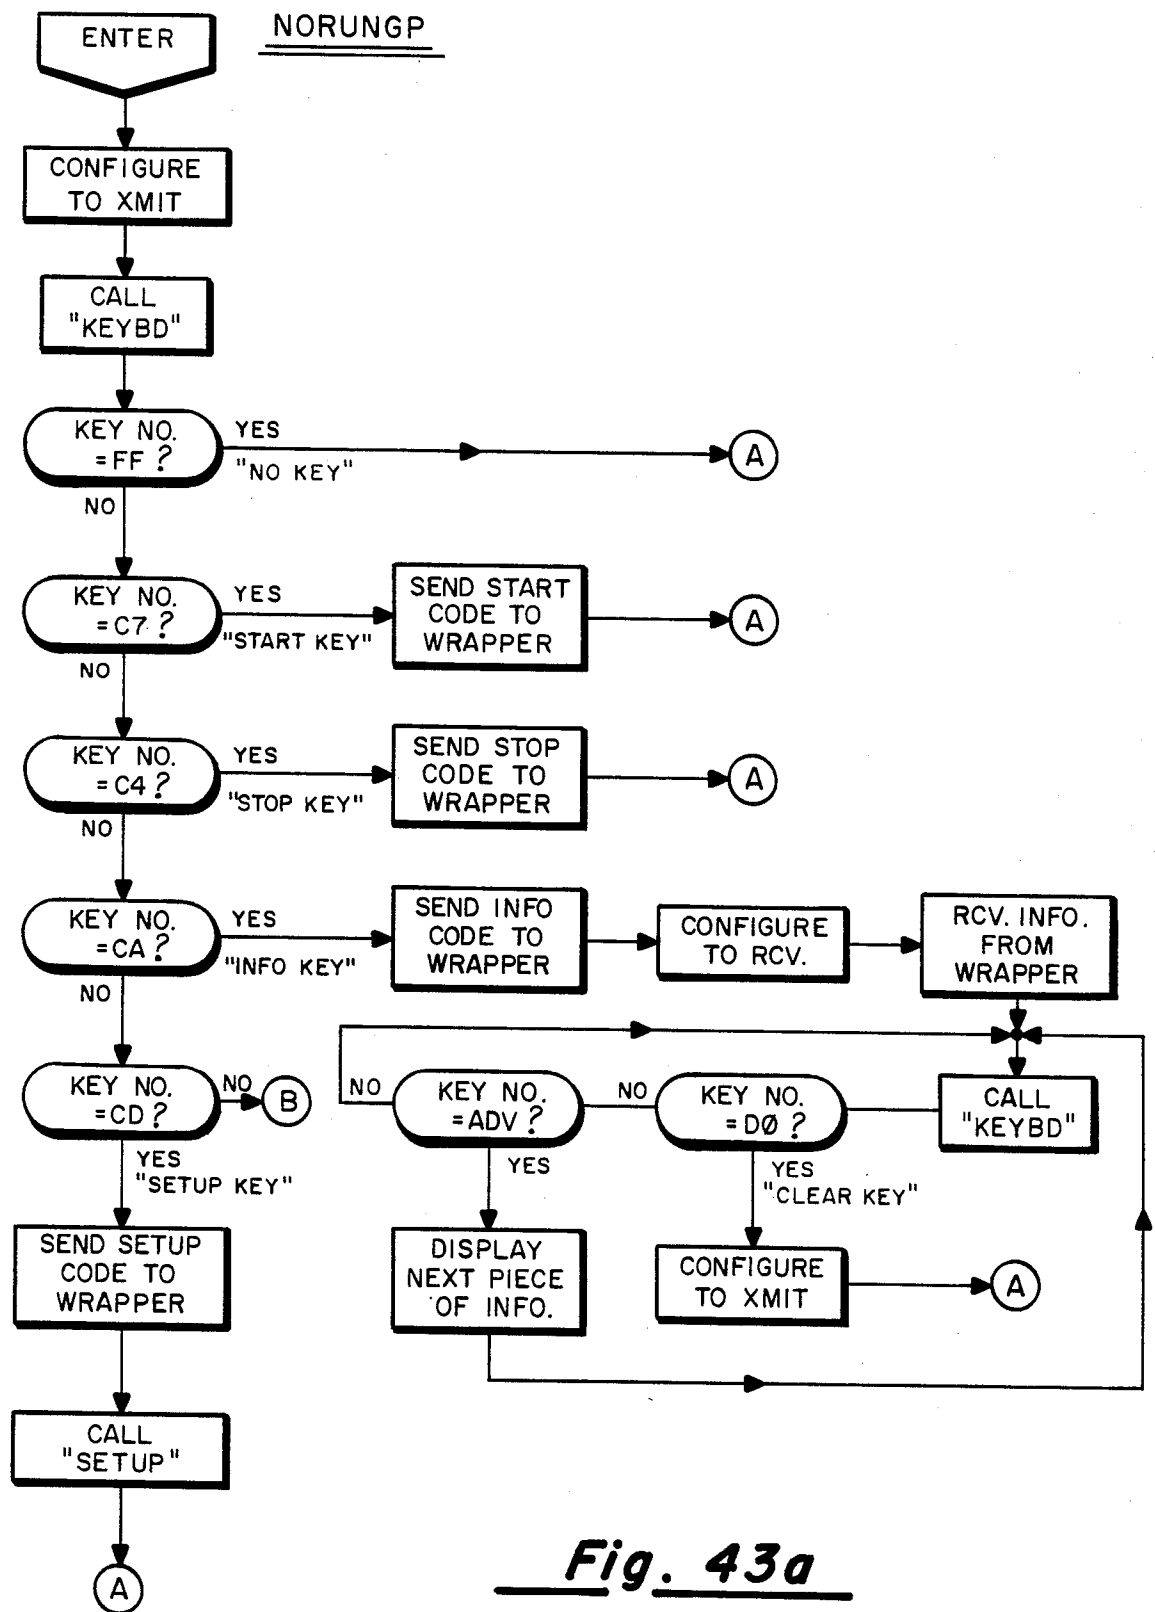 ENTER
NORUNGP
CONFIGURE
TO XMIT
CALL
"KEYBD"
KEY NO.
=FF ?
YES
"NO KEY"
A
NO
KEY NO.
=C7 ?
YES
"START KEY"
SEND START
CODE TO
WRAPPER
A
NO
KEY NO.
=C4 ?
YES
"STOP KEY"
SEND STOP
CODE TO
WRAPPER
A
NO
KEY NO.
=CA ?
YES
"INFO KEY"
SEND INFO
CODE TO
WRAPPER
CONFIGURE
TO RCV.
RCV. INFO.
FROM
WRAPPER
NO
KEY NO.
=CD ?
NO
B
NO
KEY NO.
=ADV ?
NO
KEY NO.
=DØ ?
CALL
"KEYBD"
YES
"SETUP KEY"
YES
YES
"CLEAR KEY"
SEND SETUP
CODE TO
WRAPPER
DISPLAY
NEXT PIECE
OF INFO.
CONFIGURE
TO XMIT
A
CALL
"SETUP"
A
Fig. 43a